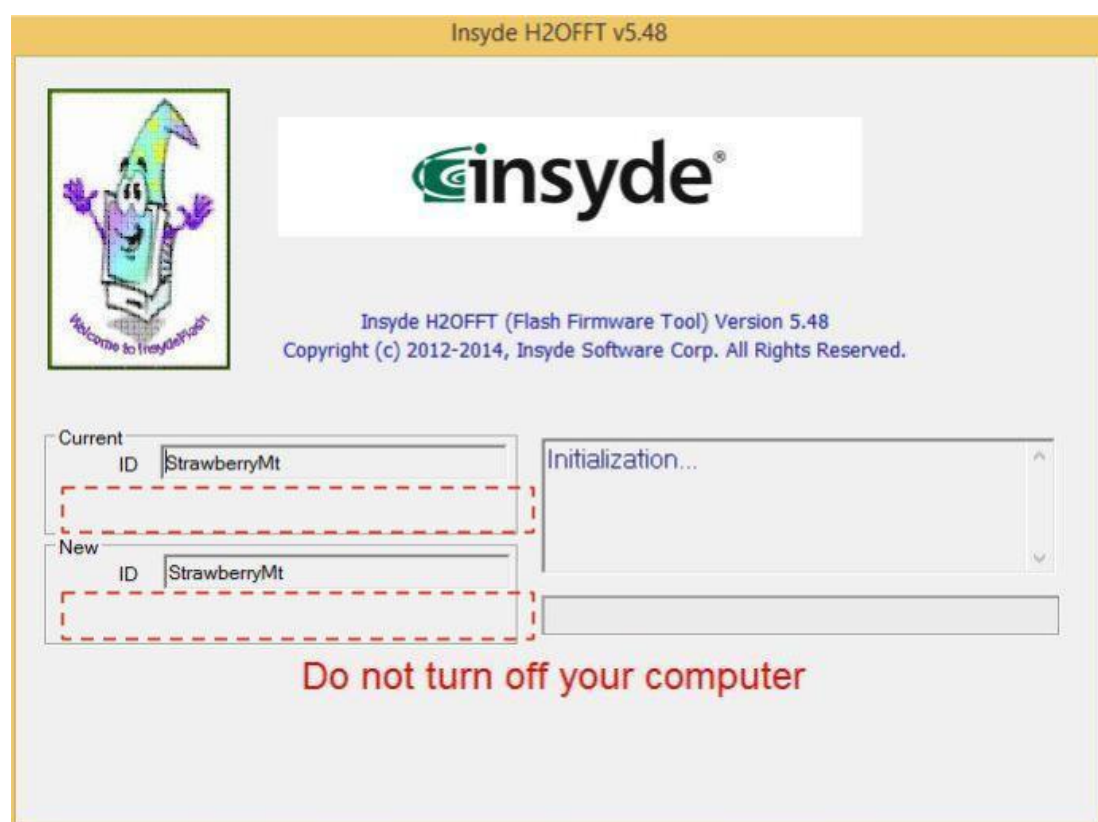 Insyde H2OFFT v5.48
insyde®
Welcome to InsydeFlash
Insyde H2OFFT (Flash Firmware Tool) Version 5.48
Copyright (c) 2012-2014, Insyde Software Corp. All Rights Reserved.
Current
ID StrawberryMt
Initialization...
New
ID StrawberryMt
Do not turn off your computer